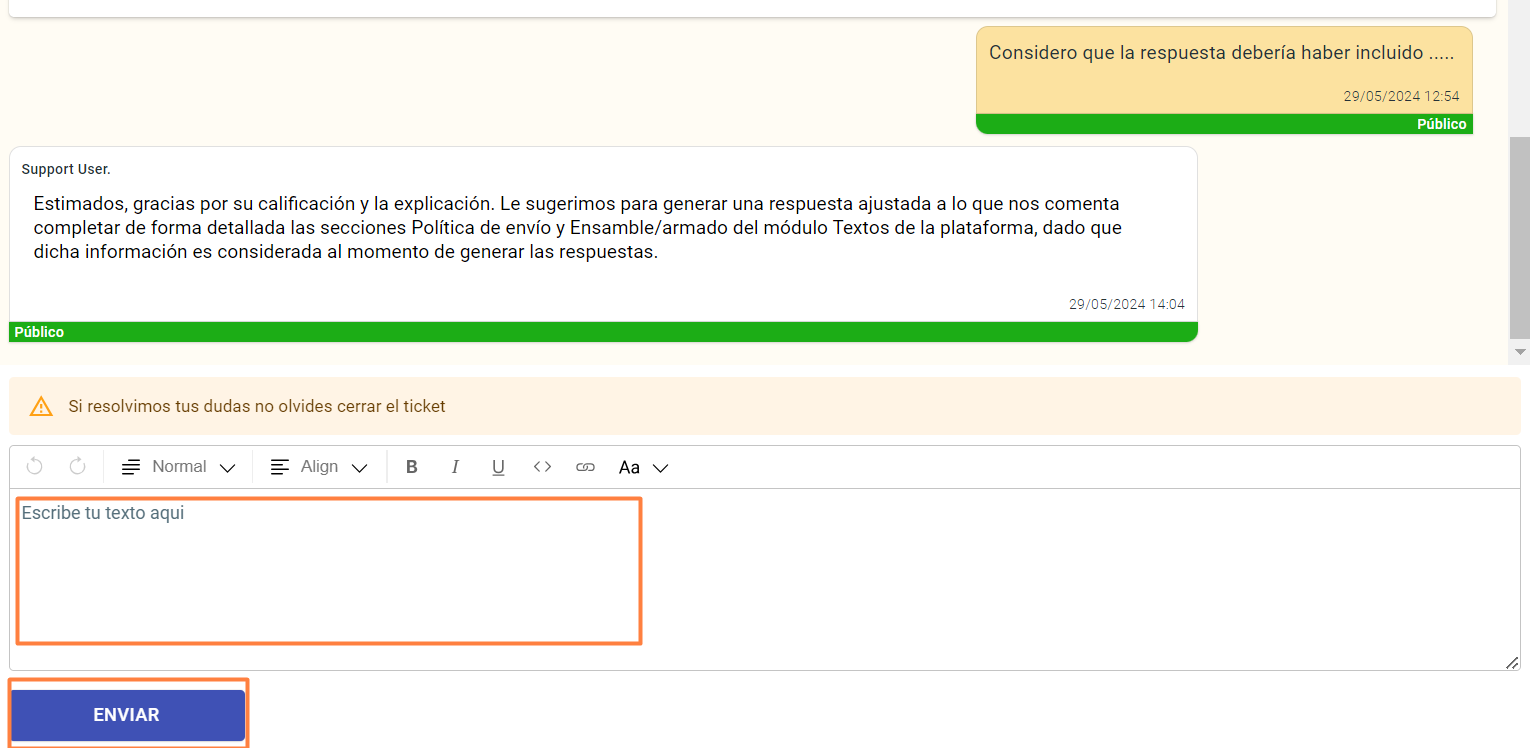 Considero que la respuesta debería haber incluido .....
29/05/2024 12:54
Público
Support User.
Estimados, gracias por su calificación y la explicación. Le sugerimos para generar una respuesta ajustada a lo que nos comenta
completar de forma detallada las secciones Política de envío y Ensamble/armado del módulo Textos de la plataforma, dado que
dicha información es considerada al momento de generar las respuestas.
29/05/2024 14:04
Público
Si resolvimos tus dudas no olvides cerrar el ticket
Normal Align B I U <> Aa
Escribe tu texto aqui
ENVIAR